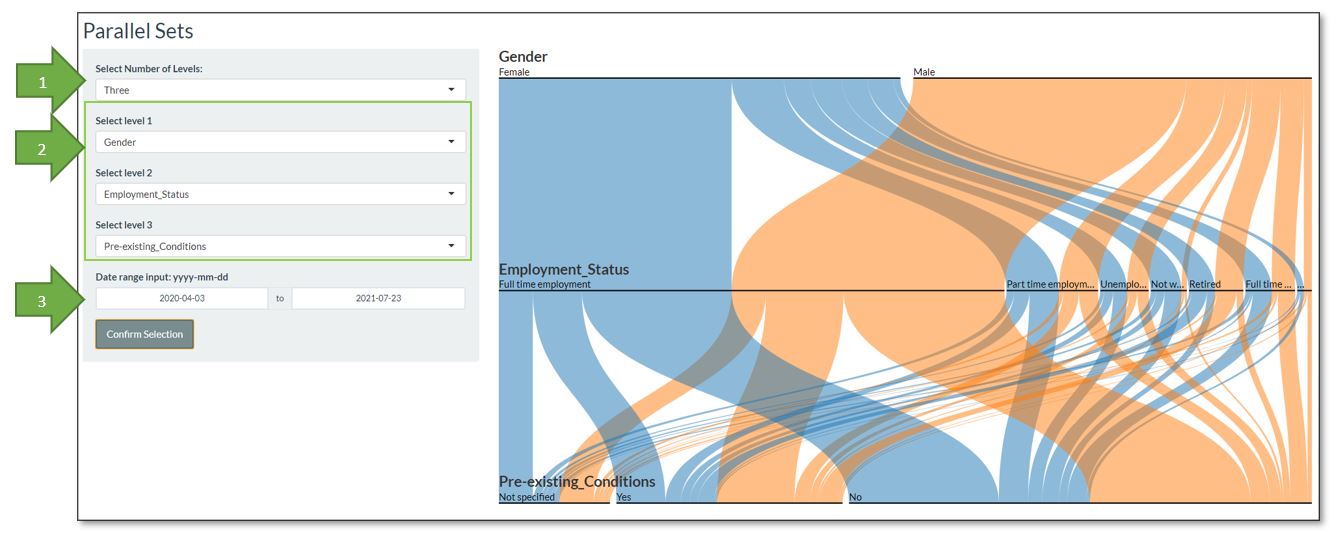 Parallel Sets
1
Select Number of Levels:
Three
2
Select level 1
Gender
Select level 2
Employment_Status
Select level 3
Pre-existing_Conditions
3
Date range input: yyyy-mm-dd
2020-04-03 to 2021-07-23
Confirm Selection
Gender
Female Male
Employment_Status
Full time employment Part time employm... Unemplo... Not w... Retired Full time ... ...
Pre-existing_Conditions
Not specified Yes No